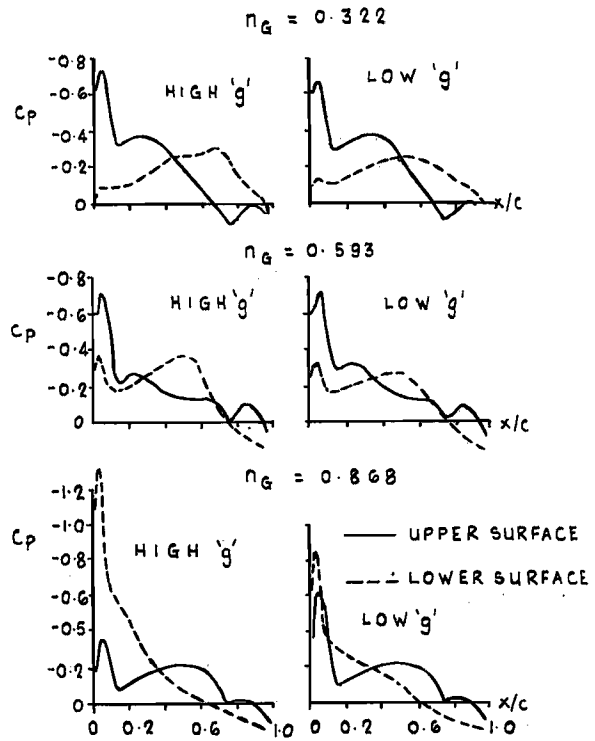 nG = 0.322
-0.8
-0.6
-0.4
-0.2
0
CP
HIGH 'g'
LOW 'g'
x/c
nG = 0.593
-0.8
-0.6
-0.4
-0.2
0
CP
HIGH 'g'
LOW 'g'
x/c
nG = 0.868
-1.2
-1.0
-0.8
-0.6
-0.5
-0.2
0
CP
HIGH 'g'
UPPER SURFACE
LOWER SURFACE
LOW 'g'
x/c
0 0.2 0.6 1.0
0 0.2 0.6 1.0